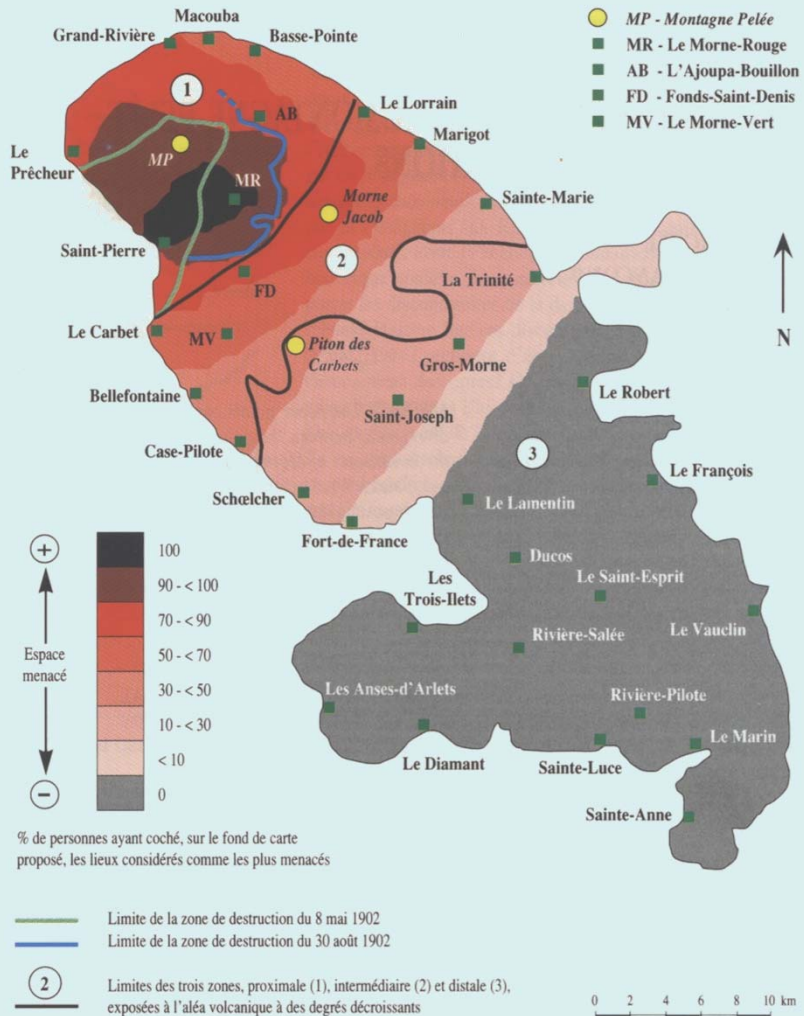 Macouba
Grand-Rivière
Basse-Pointe
1
AB
Le Lorrain
Marigot
Le
Prêcheur
MP
MR
Morne
Jacob
Sainte-Marie
Saint-Pierre
2
FD
La Trinité
Le Carbet
MV
Piton des
Carbets
Gros-Morne
Bellefontaine
Saint-Joseph
Le Robert
Case-Pilote
3
Le François
Schœlcher
Le Lamentin
Fort-de-France
Ducos
Les
Trois-Ilets
Le Saint-Esprit
Le Vauclin
Rivière-Salée
Les Anses-d'Arlets
Rivière-Pilote
Le Marin
Le Diamant
Sainte-Luce
Sainte-Anne
MP - Montagne Pelée
MR - Le Morne-Rouge
AB - L'Ajoupa-Bouillon
FD - Fonds-Saint-Denis
MV - Le Morne-Vert
N
+
Espace
menacé
−
100
90 - < 100
70 - < 90
50 - < 70
30 - < 50
10 - < 30
< 10
0
% de personnes ayant coché, sur le fond de carte
proposé, les lieux considérés comme les plus menacés
Limite de la zone de destruction du 8 mai 1902
Limite de la zone de destruction du 30 août 1902
2
Limites des trois zones, proximale (1), intermédiaire (2) et distale (3),
exposées à l'aléa volcanique à des degrés décroissants
0 2 4 6 8 10 km